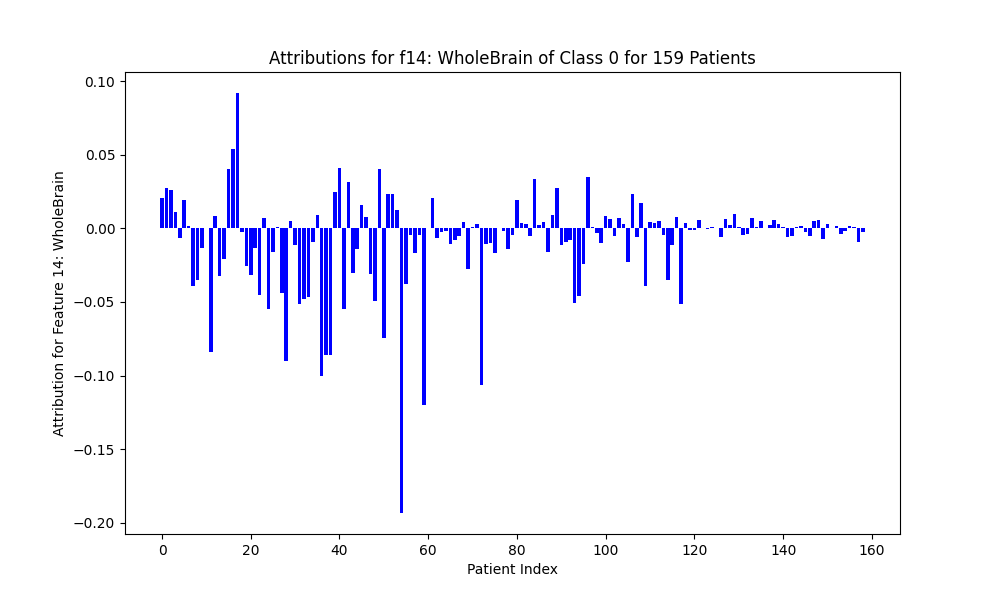 Attributions for f14: WholeBrain of Class 0 for 159 Patients
Attribution for Feature 14: WholeBrain
0.10
0.05
0.00
−0.05
−0.10
−0.15
−0.20
0 20 40 60 80 100 120 140 160
Patient Index